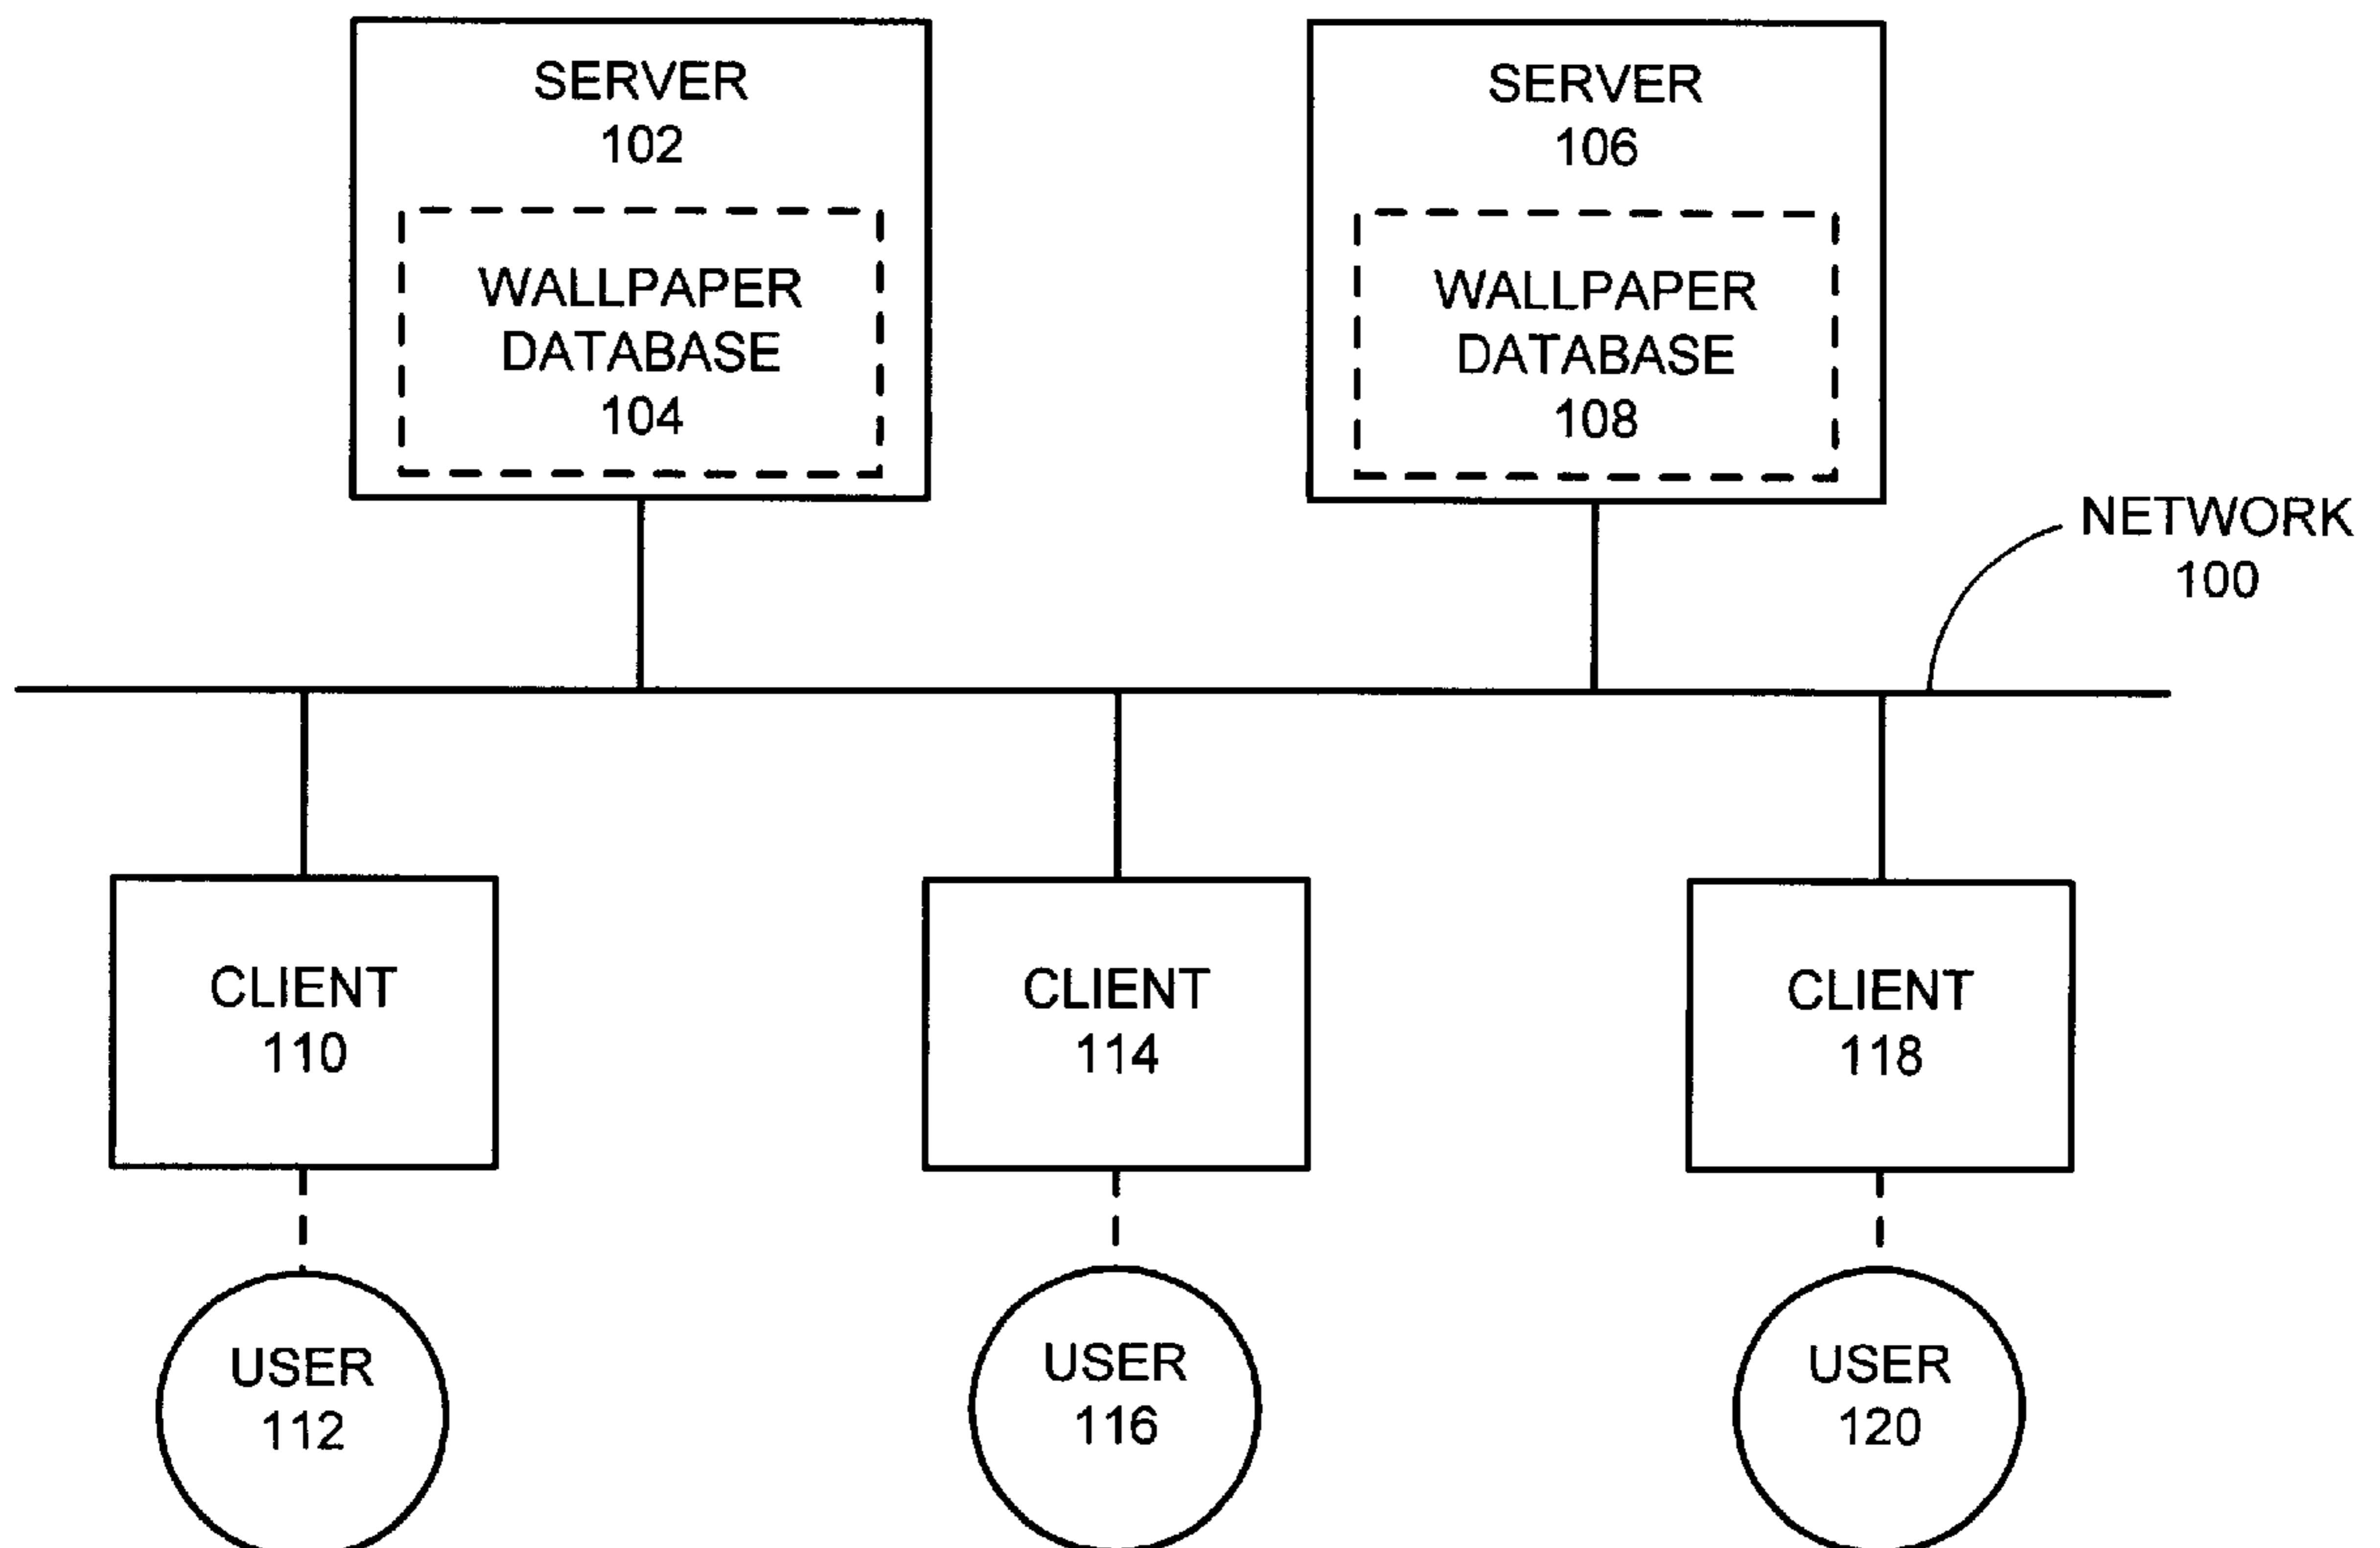 SERVER
102
WALLPAPER
DATABASE
104
SERVER
106
WALLPAPER
DATABASE
108
NETWORK
100
CLIENT
110
CLIENT
114
CLIENT
118
USER
112
USER
116
USER
120